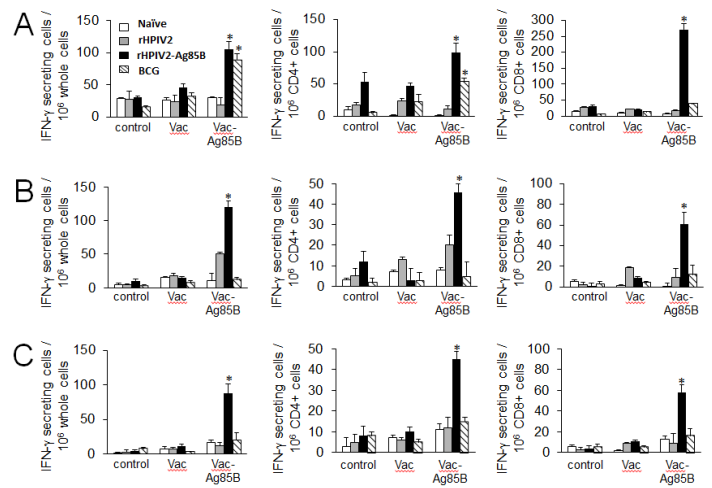 A
IFN-γ secreting cells /
10⁶ whole cells
150
100
50
0
Naïve
rHPIV2
rHPIV2-Ag85B
BCG
*
*
control
Vac
Vac-
Ag85B
IFN-γ secreting cells /
10⁶ CD4+ cells
150
100
50
0
*
*
control
Vac
Vac-
Ag85B
IFN-γ secreting cells /
10⁶ CD8+ cells
300
250
200
150
100
50
0
*
control
Vac
Vac-
Ag85B
B
IFN-γ secreting cells /
10⁶ whole cells
150
100
50
0
*
control
Vac
Vac-
Ag85B
IFN-γ secreting cells /
10⁶ CD4+ cells
50
40
30
20
10
0
*
control
Vac
Vac-
Ag85B
IFN-γ secreting cells /
10⁶ CD8+ cells
100
80
60
40
20
0
*
control
Vac
Vac-
Ag85B
C
IFN-γ secreting cells /
10⁶ whole cells
150
100
50
0
*
control
Vac
Vac-
Ag85B
IFN-γ secreting cells /
10⁶ CD4+ cells
50
40
30
20
10
0
*
control
Vac
Vac-
Ag85B
IFN-γ secreting cells /
10⁶ CD8+ cells
100
80
60
40
20
0
*
control
Vac
Vac-
Ag85B